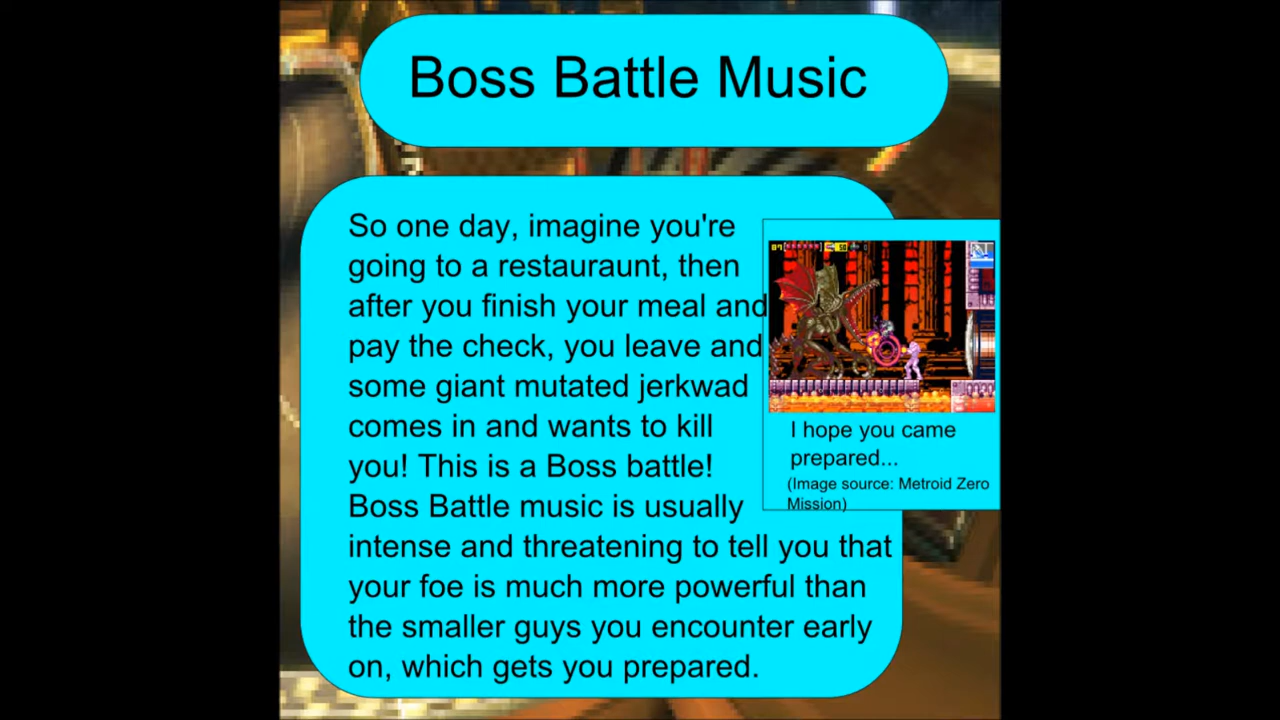 Boss Battle Music
So one day, imagine you're
going to a restauraunt, then
after you finish your meal and
pay the check, you leave and
some giant mutated jerkwad
comes in and wants to kill
you! This is a Boss battle!
Boss Battle music is usually
intense and threatening to tell you that
your foe is much more powerful than
the smaller guys you encounter early
on, which gets you prepared.
I hope you came
prepared...
(Image source: Metroid Zero
Mission)